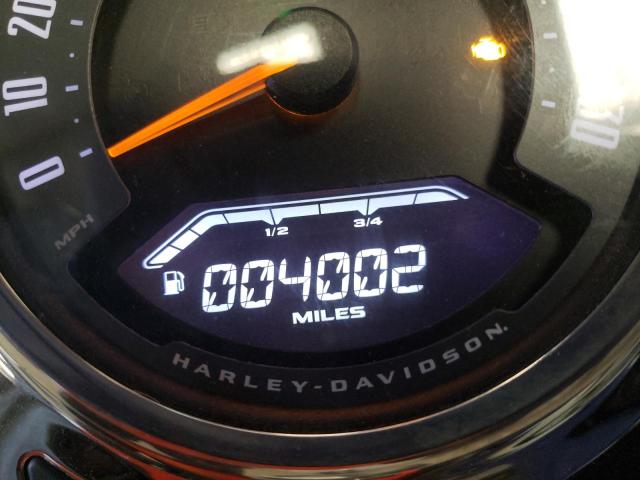 20
10
0
MPH
1/2 3/4
004002
MILES
HARLEY-DAVIDSON